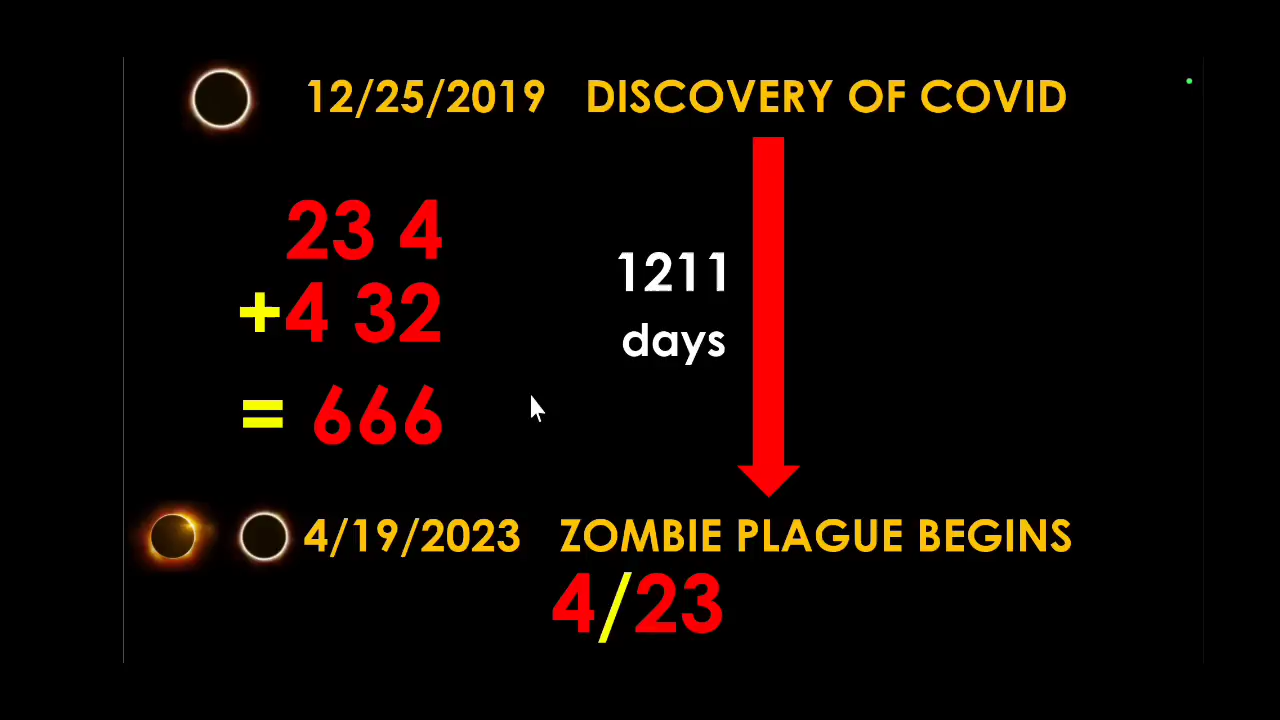 12/25/2019 DISCOVERY OF COVID
23 4
+4 32
= 666
1211
days
4/19/2023 ZOMBIE PLAGUE BEGINS
4/23